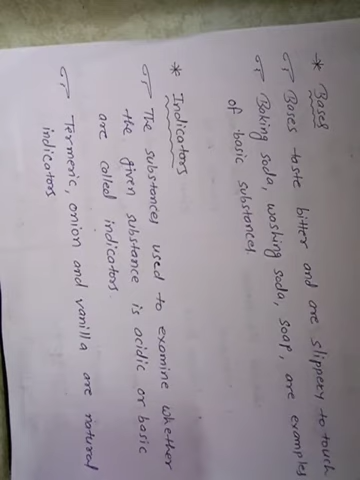 * Bases
Bases taste bitter and are slippery to touch
Baking soda, washing soda, soap, are examples
of basic substances.
* Indicators
The substances used to examine whether
the given substance is acidic or basic
are called indicators.
Termeric, onion and vanilla are natural
indicators